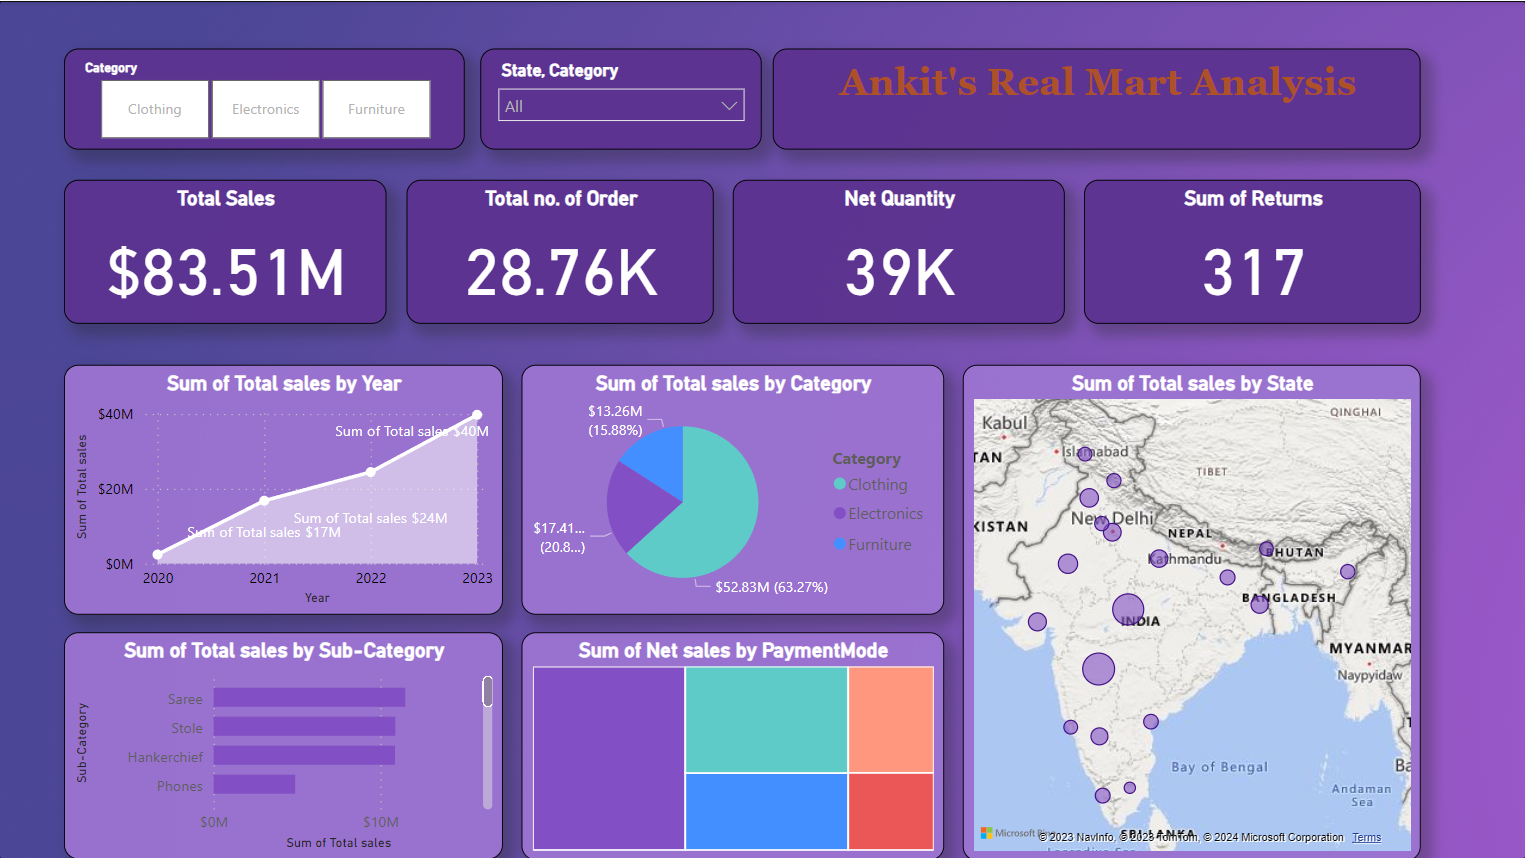 Category
Clothing
Electronics
Furniture
State, Category
All
Ankit's Real Mart Analysis
Total Sales
$83.51M
Total no. of Order
28.76K
Net Quantity
39K
Sum of Returns
317
Sum of Total sales by Year
Sum of Total sales
$40M
$20M
$0M
Sum of Total sales $40M
Sum of Total sales $24M
Sum of Total sales $17M
2020
2021
2022
2023
Year
Sum of Total sales by Category
$13.26M
(15.88%)
$17.41...
(20.8...)
$52.83M (63.27%)
Category
Clothing
Electronics
Furniture
Sum of Total sales by State
QINGHAI
Kabul
Islamabad
TAN
TIBET
KISTAN
New Delhi
NEPAL
Kathmandu
BHUTAN
BANGLADESH
INDIA
MYANMAR
Naypyidaw
Bay of Bengal
Ba
Andaman
Sea
SRI LANKA
Microsoft
© 2023 NavInfo, © 2023 TomTom, © 2024 Microsoft Corporation
Terms
Sum of Total sales by Sub-Category
Sub-Category
Saree
Stole
Hankerchief
Phones
$0M
$10M
Sum of Total sales
Sum of Net sales by PaymentMode